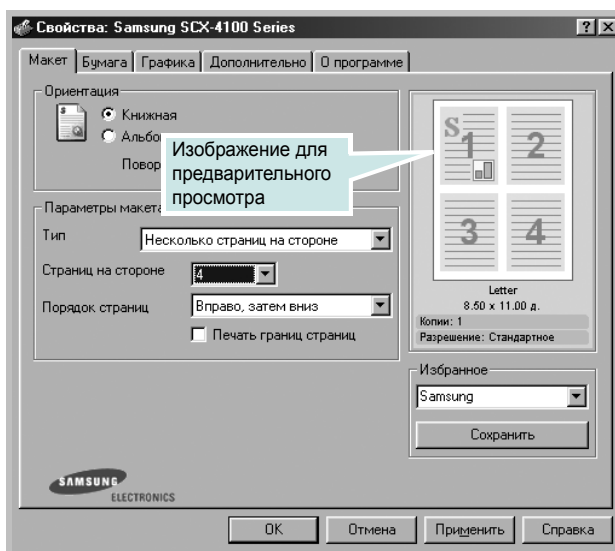 Свойства: Samsung SCX-4100 Series
Макет Бумага Графика Дополнительно О программе
Ориентация
Книжная
Изображение для
предварительного
просмотра
Параметры макета
Тип Несколько страниц на стороне
Страниц на стороне 4
Порядок страниц Вправо, затем вниз
Печать границ страниц
S
1 2
3 4
Letter
8.50 x 11.00 д.
Копии: 1
Разрешение: Стандартное
Избранное
Samsung
Сохранить
SAMSUNG
ELECTRONICS
OK Отмена Применить Справка